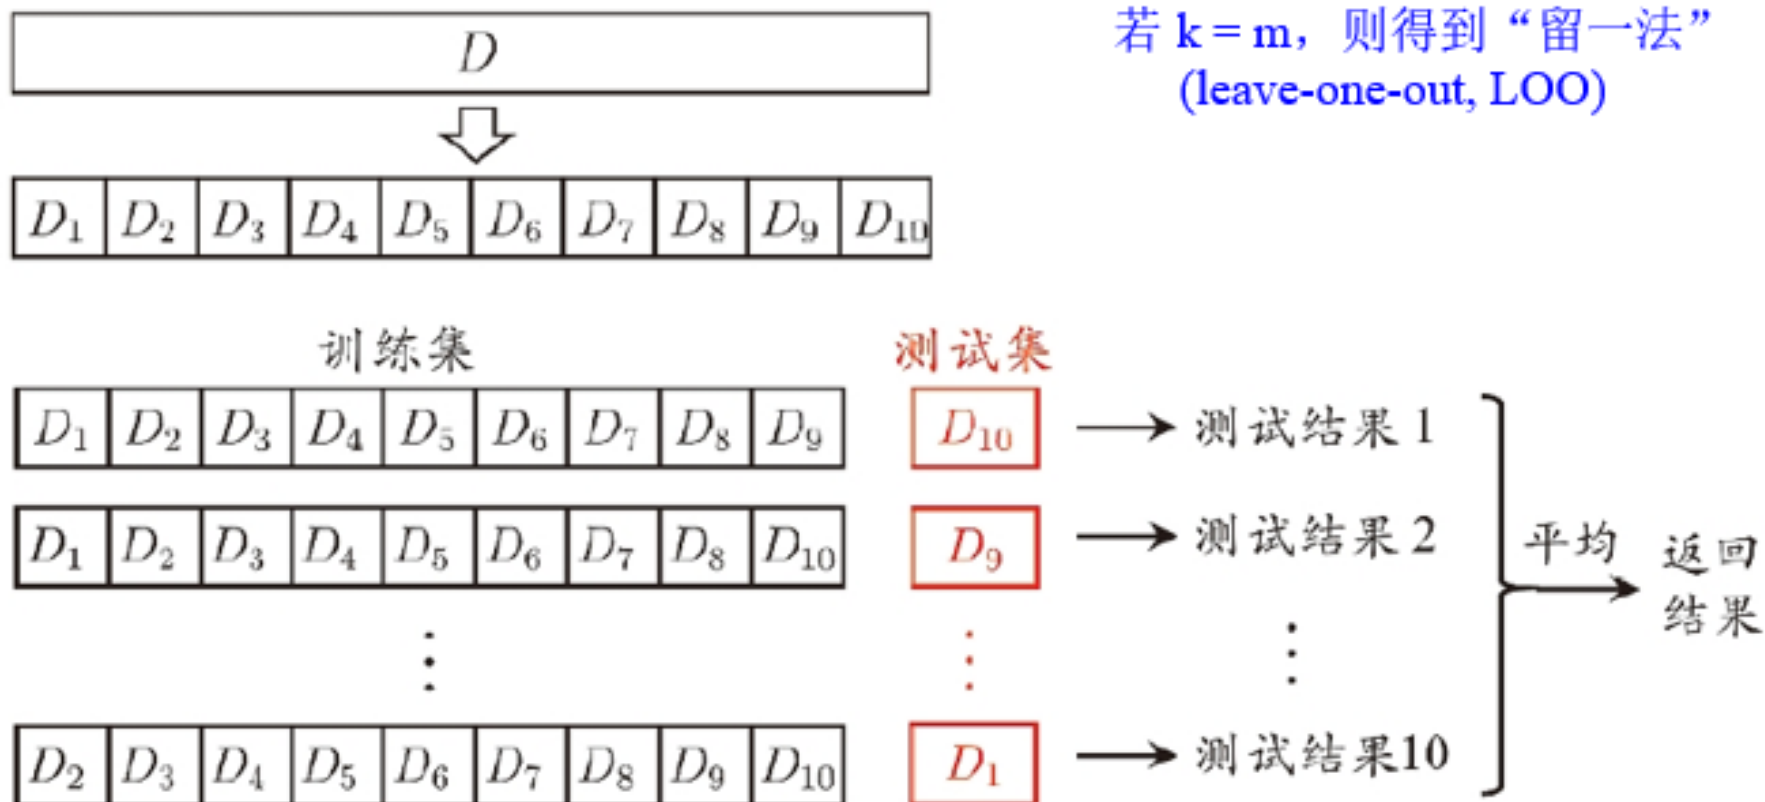 若 k = m，则得到“留一法”
(leave-one-out, LOO)
D
D₁ D₂ D₃ D₄ D₅ D₆ D₇ D₈ D₉ D₁₀
训练集 测试集
D₁ D₂ D₃ D₄ D₅ D₆ D₇ D₈ D₉ D₁₀ 测试结果 1
D₁ D₂ D₃ D₄ D₅ D₆ D₇ D₈ D₁₀ D₉ 测试结果 2
平均 返回
结果
D₂ D₃ D₄ D₅ D₆ D₇ D₈ D₉ D₁₀ D₁ 测试结果10